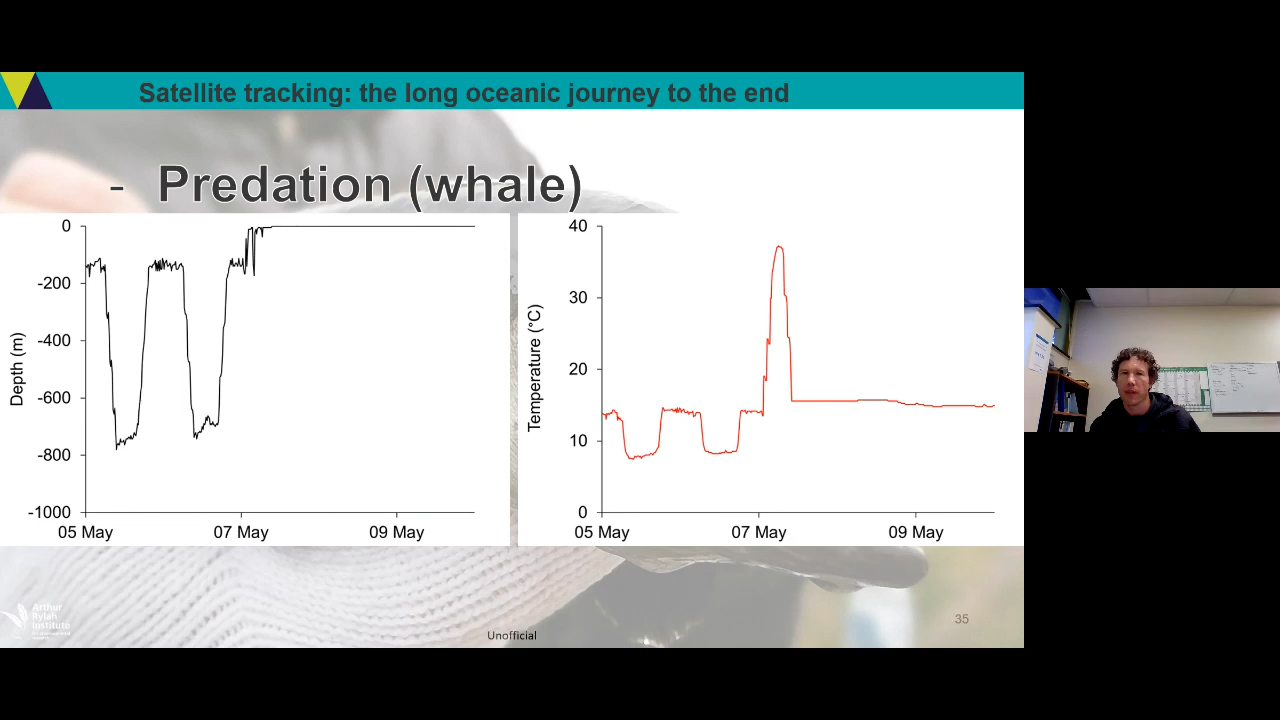 Satellite tracking: the long oceanic journey to the end
- Predation (whale)
0
-200
-400
-600
-800
-1000
Depth (m)
05 May
07 May
09 May
40
30
20
10
0
Temperature (°C)
05 May
07 May
09 May
Arthur
Rylah
Institute
35
Unofficial